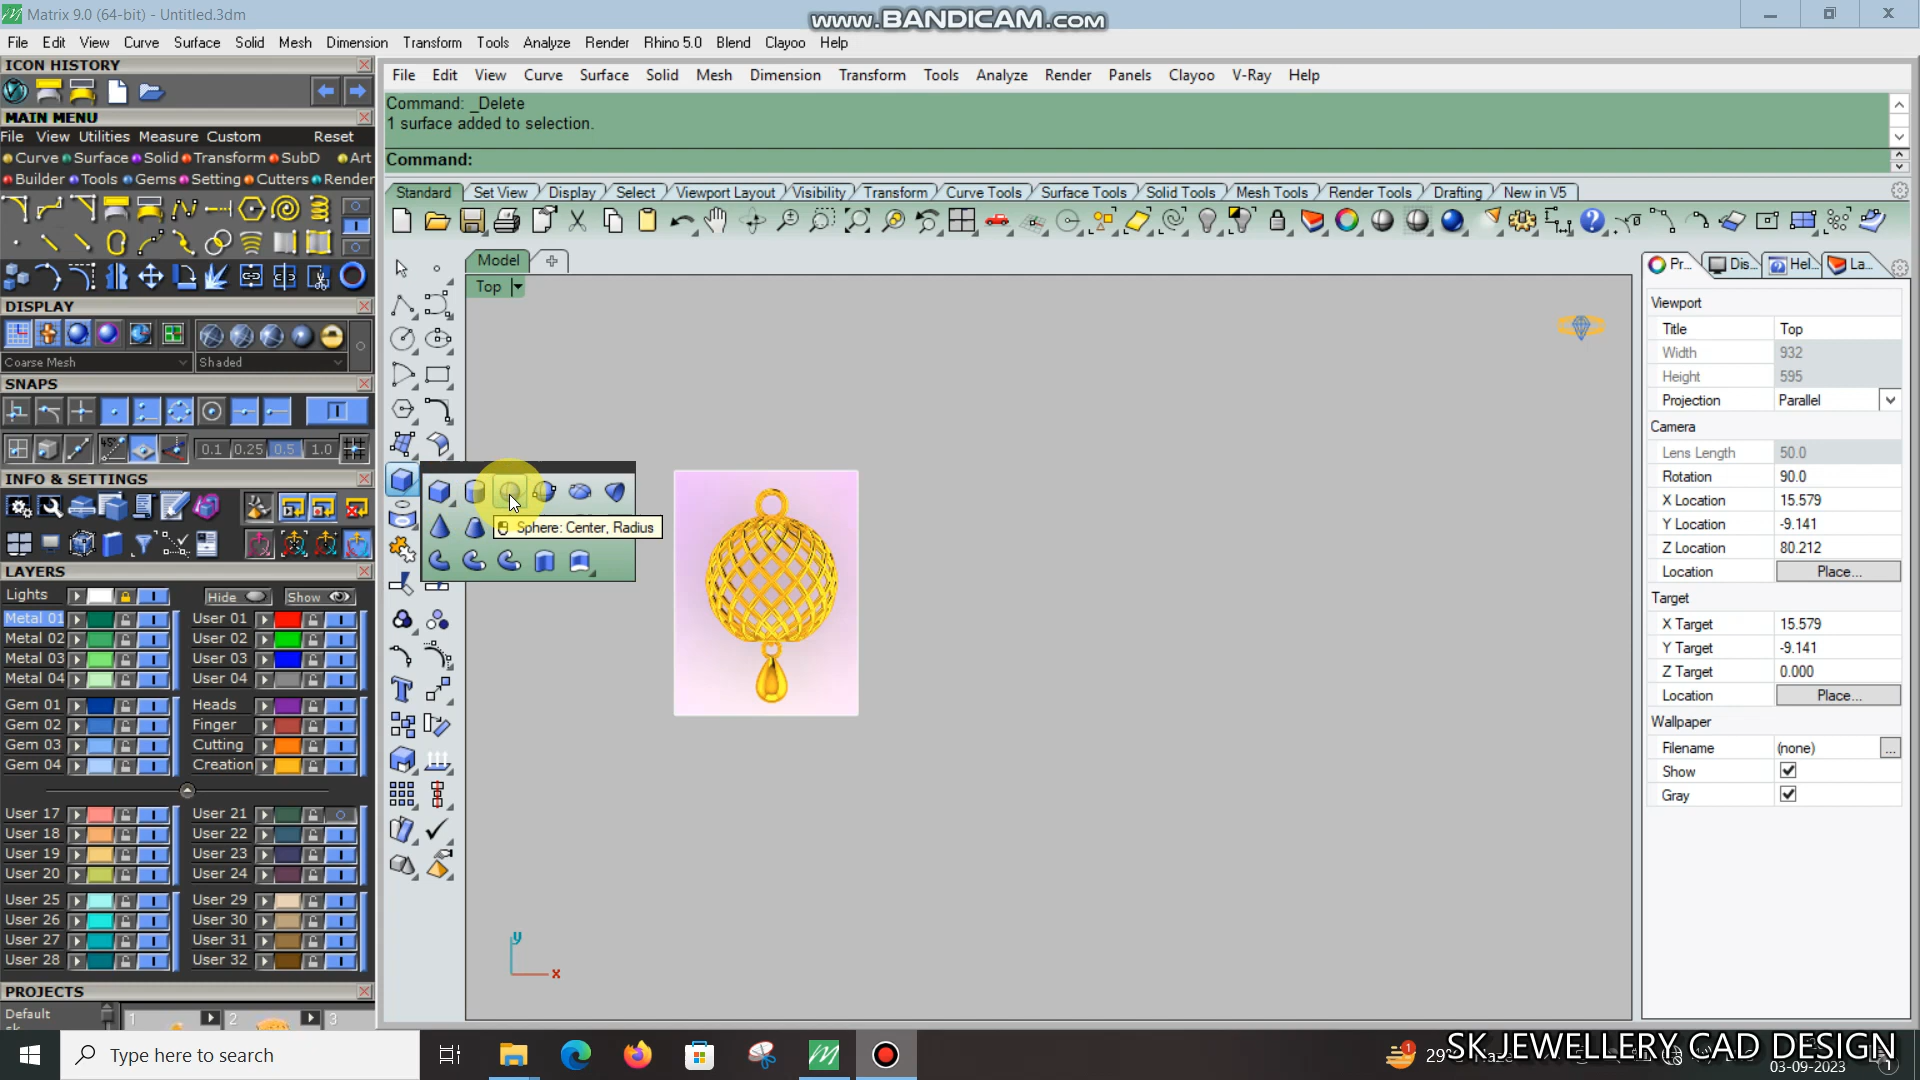 Matrix 9.0 (64-bit) - Untitled.3dm
www.BANDICAM.com
File Edit View Curve Surface Solid Mesh Dimension Transform Tools Analyze Render Rhino 5.0 Blend Clayoo Help
ICON HISTORY
MAIN MENU
File View Utilities Measure Custom Reset
Curve Surface Solid Transform SubD Art
Builder Tools Gems Setting Cutters Render
DISPLAY
Coarse Mesh Shaded
SNAPS
45° 0.1 0.25 0.5 1.0
INFO & SETTINGS
LAYERS
Lights Hide Show
Metal 01 User 01
Metal 02 User 02
Metal 03 User 03
Metal 04 User 04
Gem 01 Heads
Gem 02 Finger
Gem 03 Cutting
Gem 04 Creation
User 17 User 21
User 18 User 22
User 19 User 23
User 20 User 24
User 25 User 29
User 26 User 30
User 27 User 31
User 28 User 32
PROJECTS
Default 1 2 3
File Edit View Curve Surface Solid Mesh Dimension Transform Tools Analyze Render Panels Clayoo V-Ray Help
Command: _Delete
1 surface added to selection.
Command:
Standard Set View Display Select Viewport Layout Visibility Transform Curve Tools Surface Tools Solid Tools Mesh Tools Render Tools Drafting New in V5
Model
Top
Sphere: Center, Radius
y
x
Pr... Dis... Hel... La...
Viewport
Title Top
Width 932
Height 595
Projection Parallel
Camera
Lens Length 50.0
Rotation 90.0
X Location 15.579
Y Location -9.141
Z Location 80.212
Location Place...
Target
X Target 15.579
Y Target -9.141
Z Target 0.000
Location Place...
Wallpaper
Filename (none) ...
Show
Gray
Type here to search
SK JEWELLERY CAD DESIGN
03-09-2023